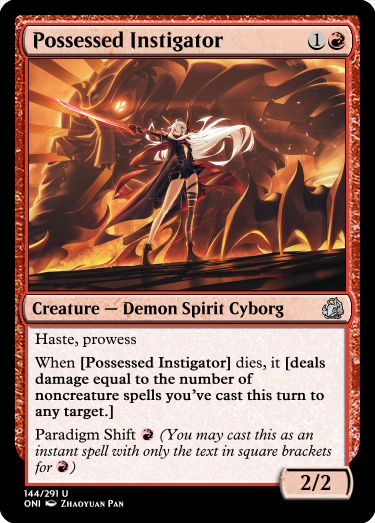 Possessed Instigator 1
Creature — Demon Spirit Cyborg
Haste, prowess
When [Possessed Instigator] dies, it [deals
damage equal to the number of
noncreature spells you’ve cast this turn to
any target.]
Paradigm Shift (You may cast this as an
instant spell with only the text in square brackets
for )
2/2
144/291 U
ONI Zhaoyuan Pan